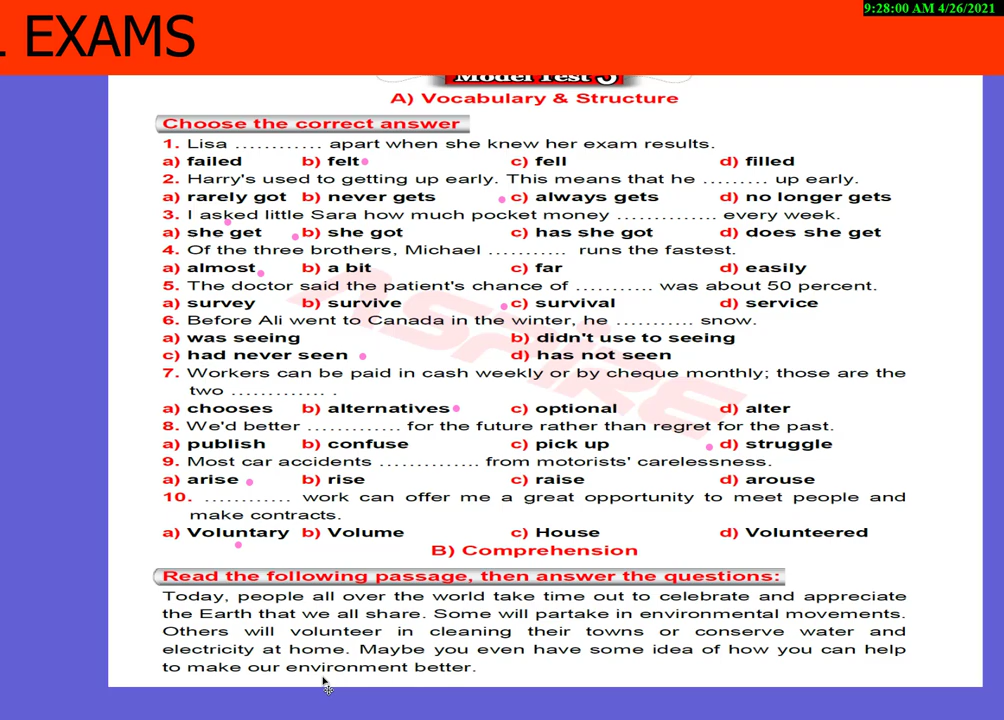 9:28:00 AM 4/26/2021
EXAMS
Model Test 3
A) Vocabulary & Structure
Choose the correct answer
1. Lisa ………… apart when she knew her exam results.
a) failed b) felt c) fell d) filled
2. Harry's used to getting up early. This means that he ……… up early.
a) rarely got b) never gets c) always gets d) no longer gets
3. I asked little Sara how much pocket money …………. every week.
a) she get b) she got c) has she got d) does she get
4. Of the three brothers, Michael ……….. runs the fastest.
a) almost b) a bit c) far d) easily
5. The doctor said the patient's chance of ……….. was about 50 percent.
a) survey b) survive c) survival d) service
6. Before Ali went to Canada in the winter, he ……….. snow.
a) was seeing b) didn't use to seeing
c) had never seen d) has not seen
7. Workers can be paid in cash weekly or by cheque monthly; those are the
two …………. .
a) chooses b) alternatives c) optional d) alter
8. We'd better …………. for the future rather than regret for the past.
a) publish b) confuse c) pick up d) struggle
9. Most car accidents ………….. from motorists' carelessness.
a) arise b) rise c) raise d) arouse
10. ………… work can offer me a great opportunity to meet people and
make contracts.
a) Voluntary b) Volume c) House d) Volunteered
B) Comprehension
Read the following passage, then answer the questions:
Today, people all over the world take time out to celebrate and appreciate
the Earth that we all share. Some will partake in environmental movements.
Others will volunteer in cleaning their towns or conserve water and
electricity at home. Maybe you even have some idea of how you can help
to make our environment better.
ASPIRE